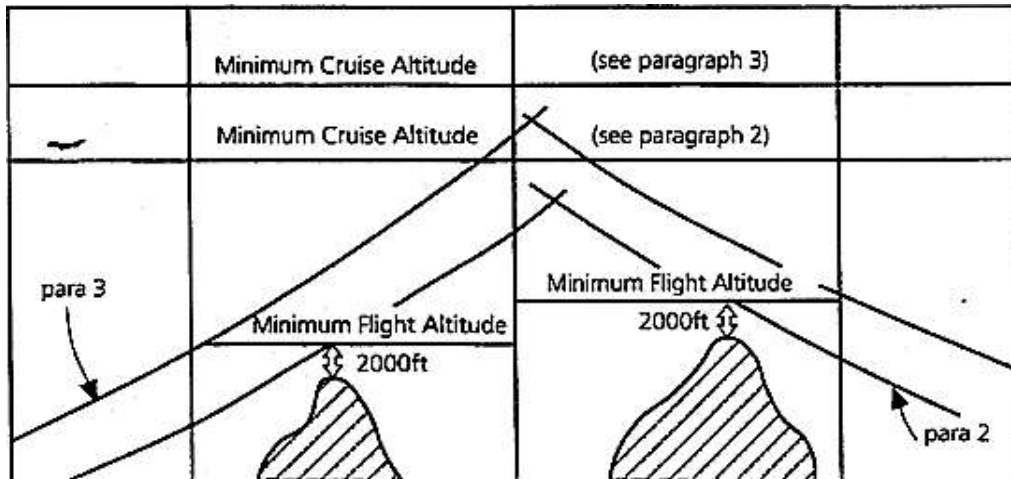 Minimum Cruise Altitude (see paragraph 3)
Minimum Cruise Altitude (see paragraph 2)
para 3
Minimum Flight Altitude
2000ft
Minimum Flight Altitude
2000ft
para 2